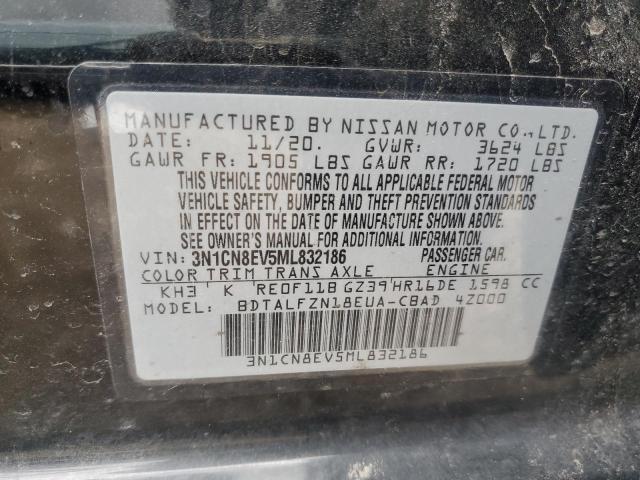 MANUFACTURED BY NISSAN MOTOR CO., LTD.
DATE: 11/20. GVWR: 3624 LBS
GAWR FR: 1905 LBS GAWR RR: 1720 LBS
THIS VEHICLE CONFORMS TO ALL APPLICABLE FEDERAL MOTOR
VEHICLE SAFETY, BUMPER AND THEFT PREVENTION STANDARDS
IN EFFECT ON THE DATE OF MANUFACTURE SHOWN ABOVE.
SEE OWNER'S MANUAL FOR ADDITIONAL INFORMATION.
VIN: 3N1CN8EV5ML832186 PASSENGER CAR.
COLOR TRIM TRANS AXLE ENGINE
KH3 ' K ' RE0F11B GZ39 ' HR16DE 1598 CC
BDTALFZN18EUA-CBAD 4Z000
3N1CN8EV5ML832186